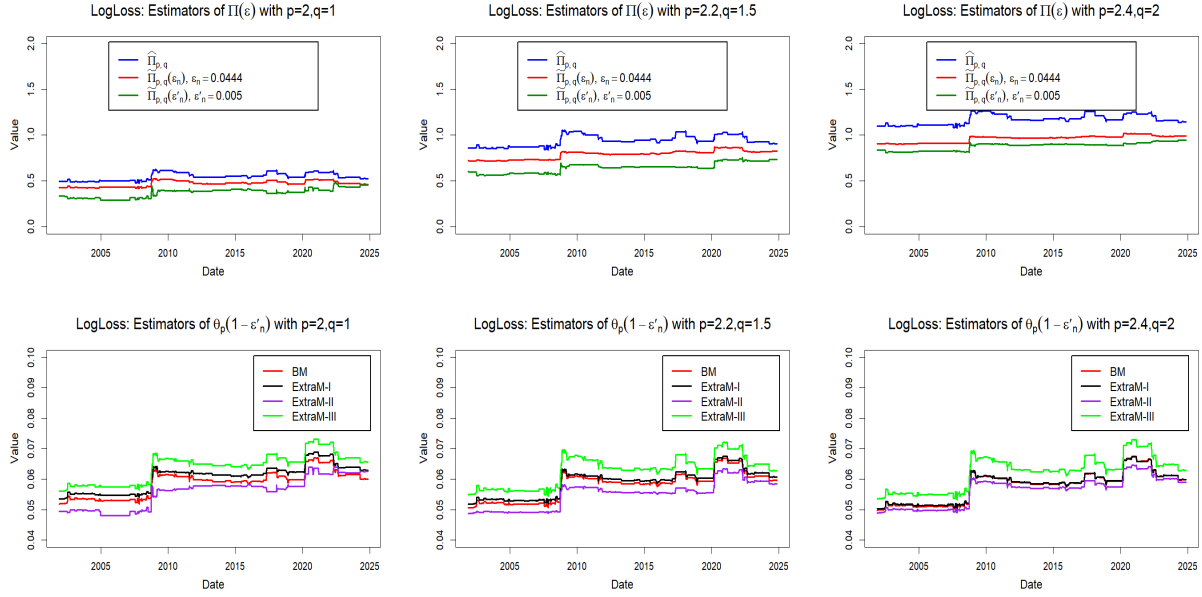 LogLoss: Estimators of Π(ε) with p=2,q=1
Value
0.0 0.5 1.0 1.5 2.0
Π̂p, q
Π̃p, q(εn), εn = 0.0444
Π̃p, q(ε′n), ε′n = 0.005
2005 2010 2015 2020 2025
Date
LogLoss: Estimators of Π(ε) with p=2.2,q=1.5
Value
0.0 0.5 1.0 1.5 2.0
Π̂p, q
Π̃p, q(εn), εn = 0.0444
Π̃p, q(ε′n), ε′n = 0.005
2005 2010 2015 2020 2025
Date
LogLoss: Estimators of Π(ε) with p=2.4,q=2
Value
0.0 0.5 1.0 1.5 2.0
Π̂p, q
Π̃p, q(εn), εn = 0.0444
Π̃p, q(ε′n), ε′n = 0.005
2005 2010 2015 2020 2025
Date
LogLoss: Estimators of θp(1 − ε′n) with p=2,q=1
Value
0.04 0.05 0.06 0.07 0.08 0.09 0.10
BM
ExtraM-I
ExtraM-II
ExtraM-III
2005 2010 2015 2020 2025
Date
LogLoss: Estimators of θp(1 − ε′n) with p=2.2,q=1.5
Value
0.04 0.05 0.06 0.07 0.08 0.09 0.10
BM
ExtraM-I
ExtraM-II
ExtraM-III
2005 2010 2015 2020 2025
Date
LogLoss: Estimators of θp(1 − ε′n) with p=2.4,q=2
Value
0.04 0.05 0.06 0.07 0.08 0.09 0.10
BM
ExtraM-I
ExtraM-II
ExtraM-III
2005 2010 2015 2020 2025
Date